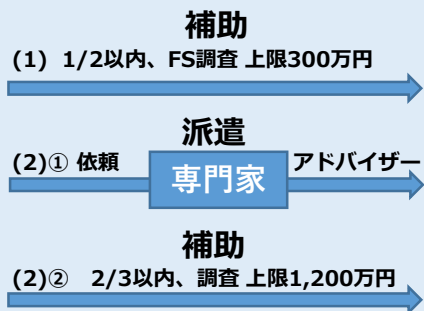 補助
(1) 1/2以内、FS調査 上限300万円
派遣
(2)① 依頼 専門家 アドバイザー
補助
(2)② 2/3以内、調査 上限1,200万円